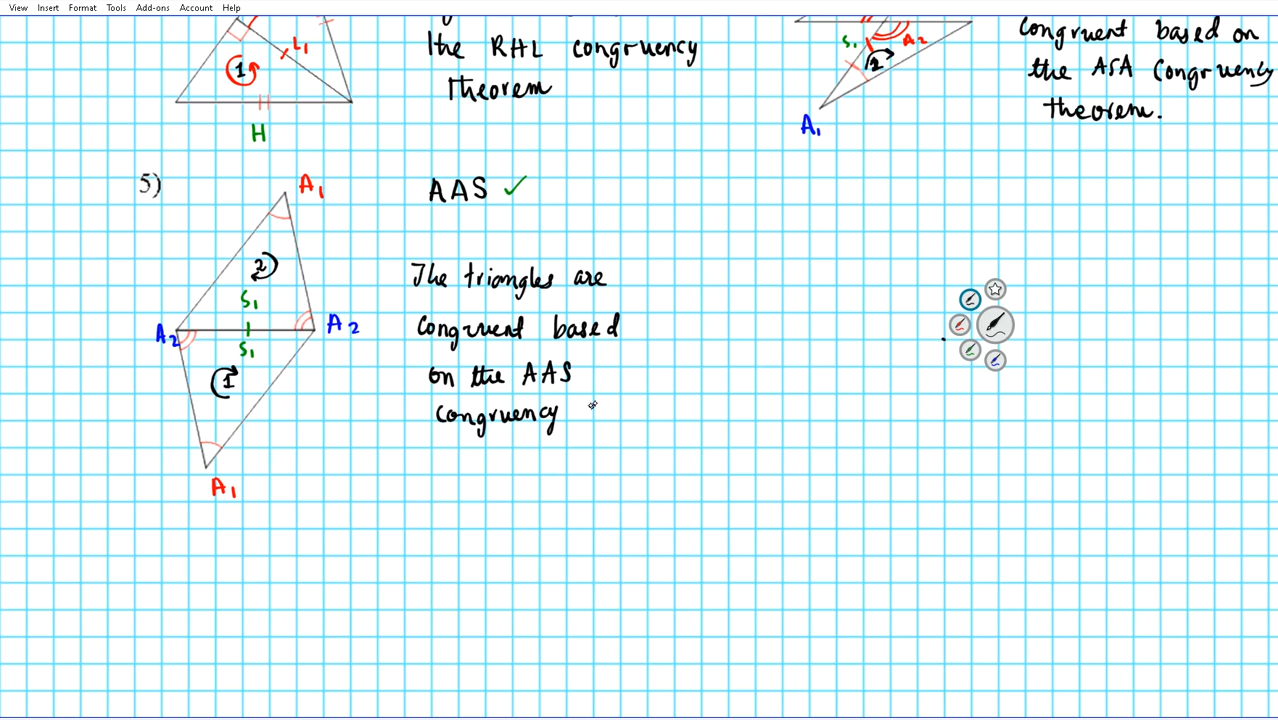 View Insert Format Tools Add-ons Account Help
the RHL congruency
theorem
1
L1
H
S1
A2
2
A1
congruent based on
the ASA congruency
theorem.
5)
A1
AAS ✓
2
S1
A2
A2
S1
1
A1
The triangles are
congruent based
on the AAS
congruency